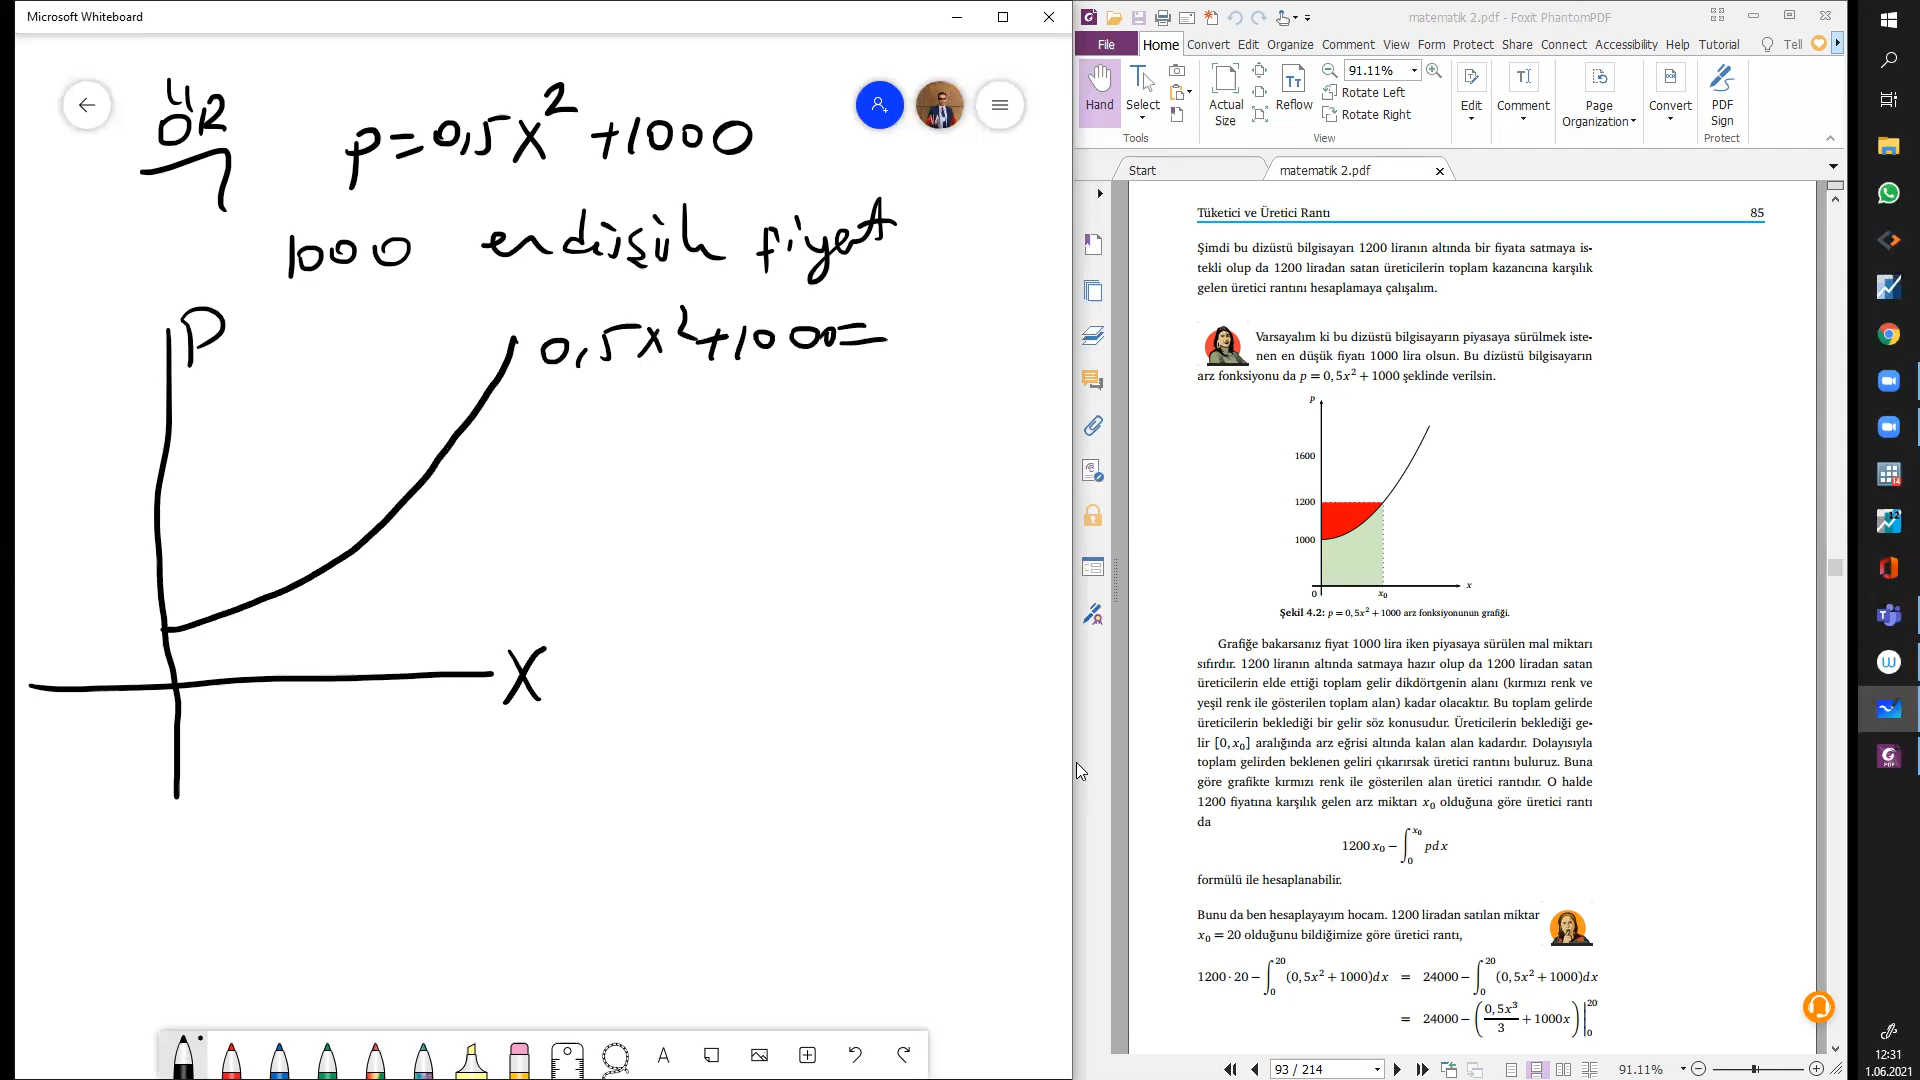 Microsoft Whiteboard
ÖR
p=0,5x²+1000
1000 en düşük fiyat
P
0,5x²+1000=
X
matematik 2.pdf - Foxit PhantomPDF
File Home Convert Edit Organize Comment View Form Protect Share Connect Accessibility Help Tutorial Tell
Hand
Select
Tools
Actual Size
Reflow
91.11%
Rotate Left
Rotate Right
View
Edit
Comment
Page Organization
Convert
PDF Sign
Protect
Start
matematik 2.pdf
Tüketici ve Üretici Rantı 85
Şimdi bu dizüstü bilgisayarı 1200 liranın altında bir fiyata satmaya is-
tekli olup da 1200 liradan satan üreticilerin toplam kazancına karşılık
gelen üretici rantını hesaplamaya çalışalım.
Varsayalım ki bu dizüstü bilgisayarın piyasaya sürülmek iste-
nen en düşük fiyatı 1000 lira olsun. Bu dizüstü bilgisayarın
arz fonksiyonu da p = 0,5x² + 1000 şeklinde verilsin.
p
1600
1200
1000
0 x₀ x
Şekil 4.2: p = 0,5x² + 1000 arz fonksiyonunun grafiği.
Grafiğe bakarsanız fiyat 1000 lira iken piyasaya sürülen mal miktarı
sıfırdır. 1200 liranın altında satmaya hazır olup da 1200 liradan satan
üreticilerin elde ettiği toplam gelir dikdörtgenin alanı (kırmızı renk ve
yeşil renk ile gösterilen toplam alan) kadar olacaktır. Bu toplam gelirde
üreticilerin beklediği bir gelir söz konusudur. Üreticilerin beklediği ge-
lir [0, x₀] aralığında arz eğrisi altında kalan alan kadardır. Dolayısıyla
toplam gelirden beklenen geliri çıkarırsak üretici rantını buluruz. Buna
göre grafikte kırmızı renk ile gösterilen alan üretici rantıdır. O halde
1200 fiyatına karşılık gelen arz miktarı x₀ olduğuna göre üretici rantı
da
1200 x₀ − ∫₀^x₀ pdx
formülü ile hesaplanabilir.
Bunu da ben hesaplayayım hocam. 1200 liradan satılan miktar
x₀ = 20 olduğunu bildiğimize göre üretici rantı,
1200 · 20 − ∫₀²⁰ (0,5x² + 1000)dx = 24000 − ∫₀²⁰ (0,5x² + 1000)dx
= 24000 − (0,5x³/3 + 1000x) |₀²⁰
93 / 214
91.11%
12:31
1.06.2021